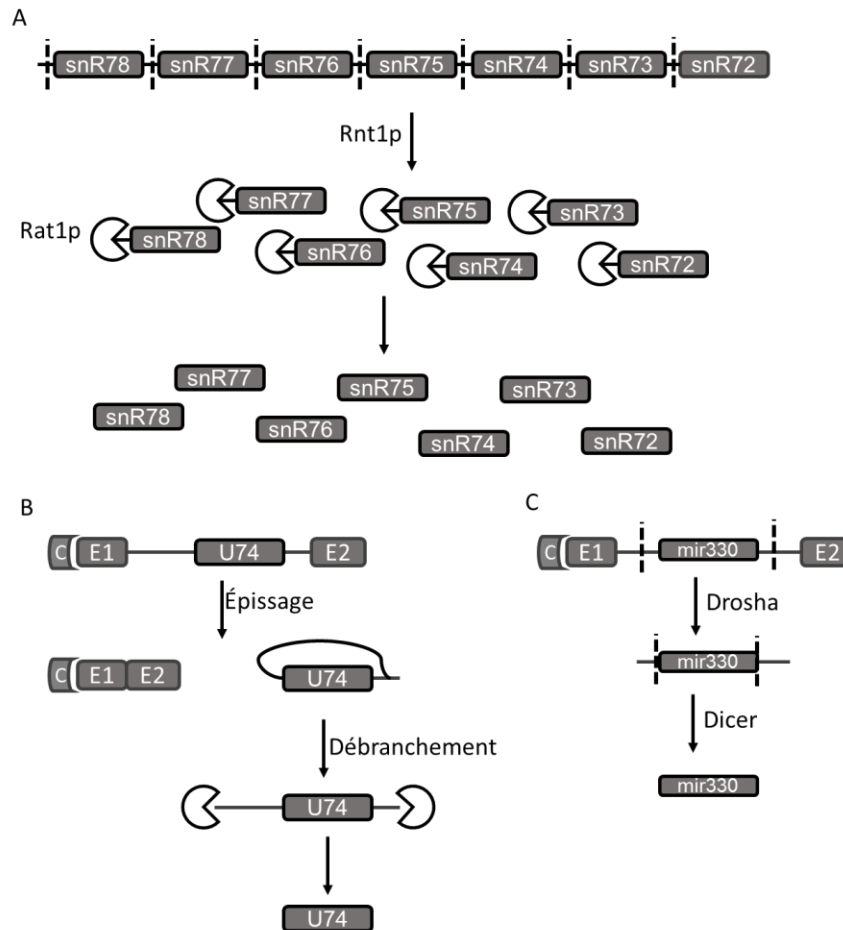 A
snR78 snR77 snR76 snR75 snR74 snR73 snR72
Rnt1p
snR77 snR75 snR73
Rat1p snR78 snR76 snR74 snR72
snR77 snR75 snR73
snR78 snR76 snR74 snR72
B
C E1 U74 E2
Épissage
C E1 E2 U74
Débranchement
U74
U74
C
C E1 mir330 E2
Drosha
mir330
Dicer
mir330